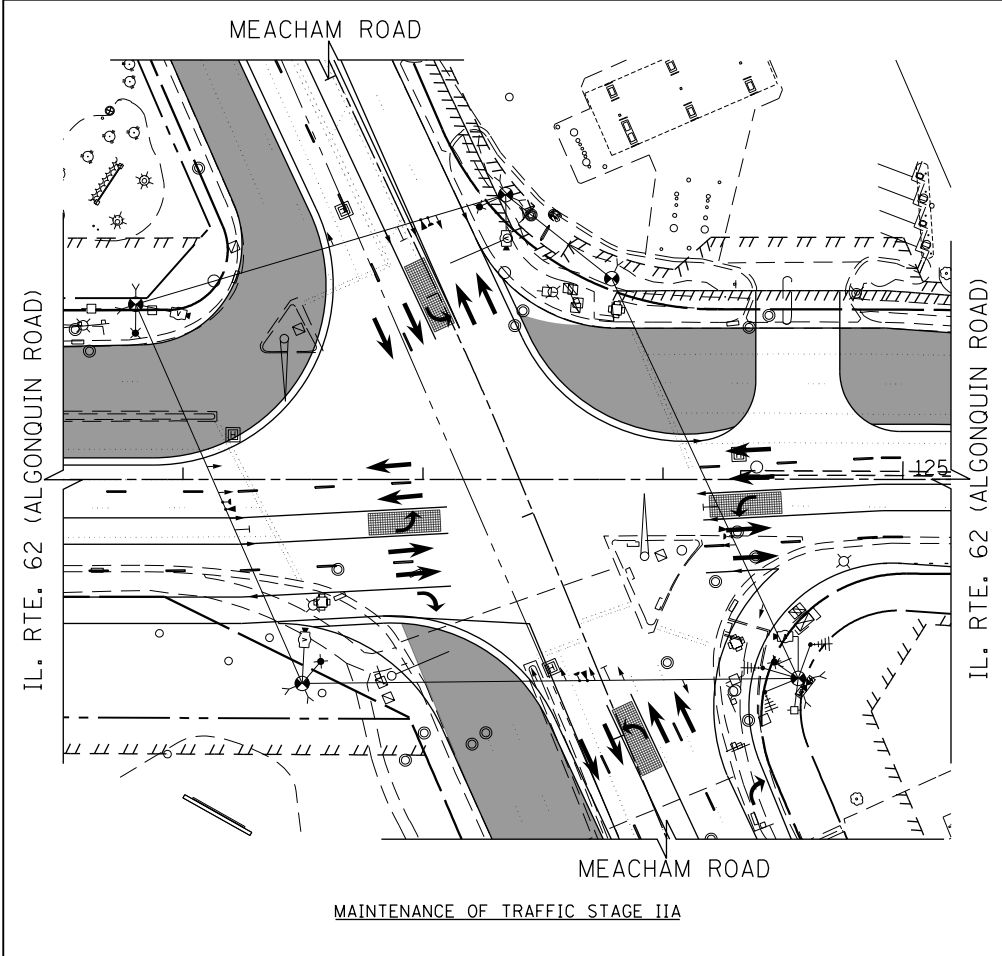 MEACHAM ROAD
IL. RTE. 62 (ALGONQUIN ROAD)
IL. RTE. 62 (ALGONQUIN ROAD)
125
MEACHAM ROAD
MAINTENANCE OF TRAFFIC STAGE IIA